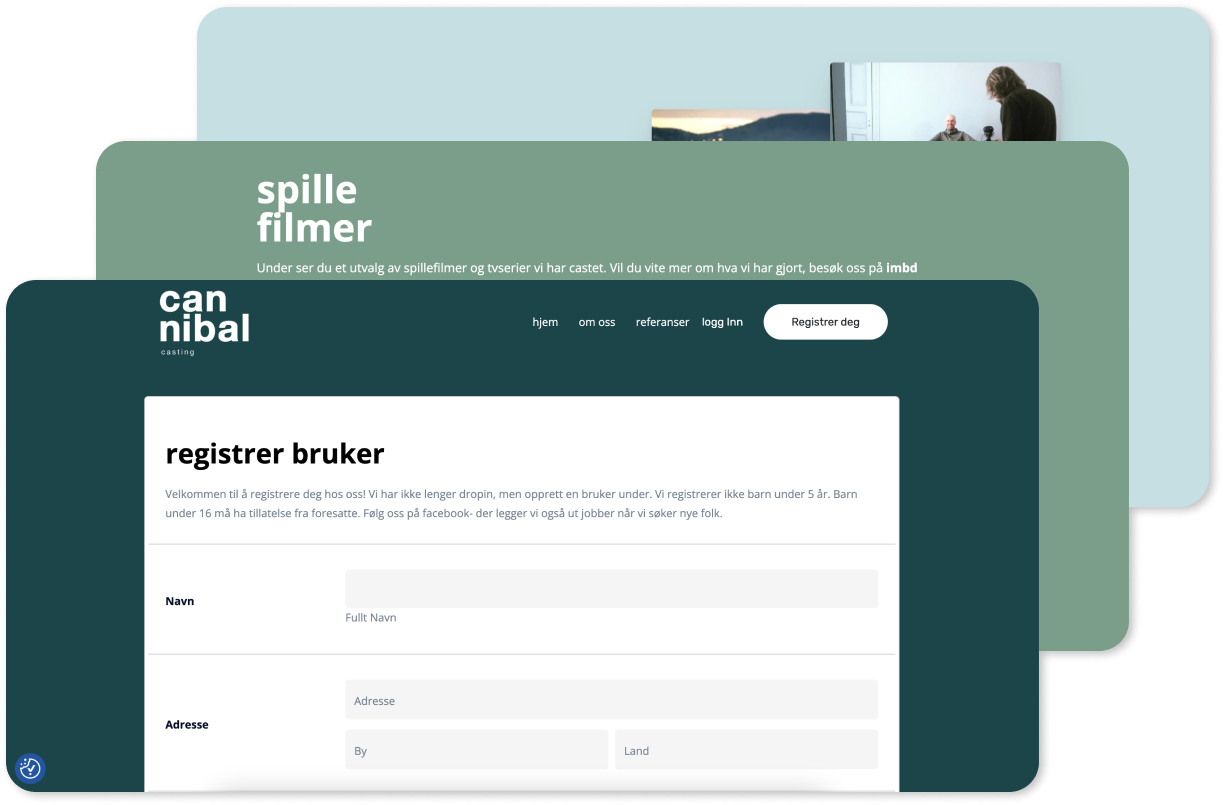 spille
filmer
Under ser du et utvalg av spillefilmer og tvserier vi har castet. Vil du vite mer om hva vi har gjort, besøk oss på imbd
can
nibal
casting
hjem om oss referanser logg Inn Registrer deg
registrer bruker
Velkommen til å registrere deg hos oss! Vi har ikke lenger dropin, men opprett en bruker under. Vi registrerer ikke barn under 5 år. Barn
under 16 må ha tillatelse fra foresatte. Følg oss på facebook- der legger vi også ut jobber når vi søker nye folk.
Navn
Fullt Navn
Adresse
Adresse
By Land